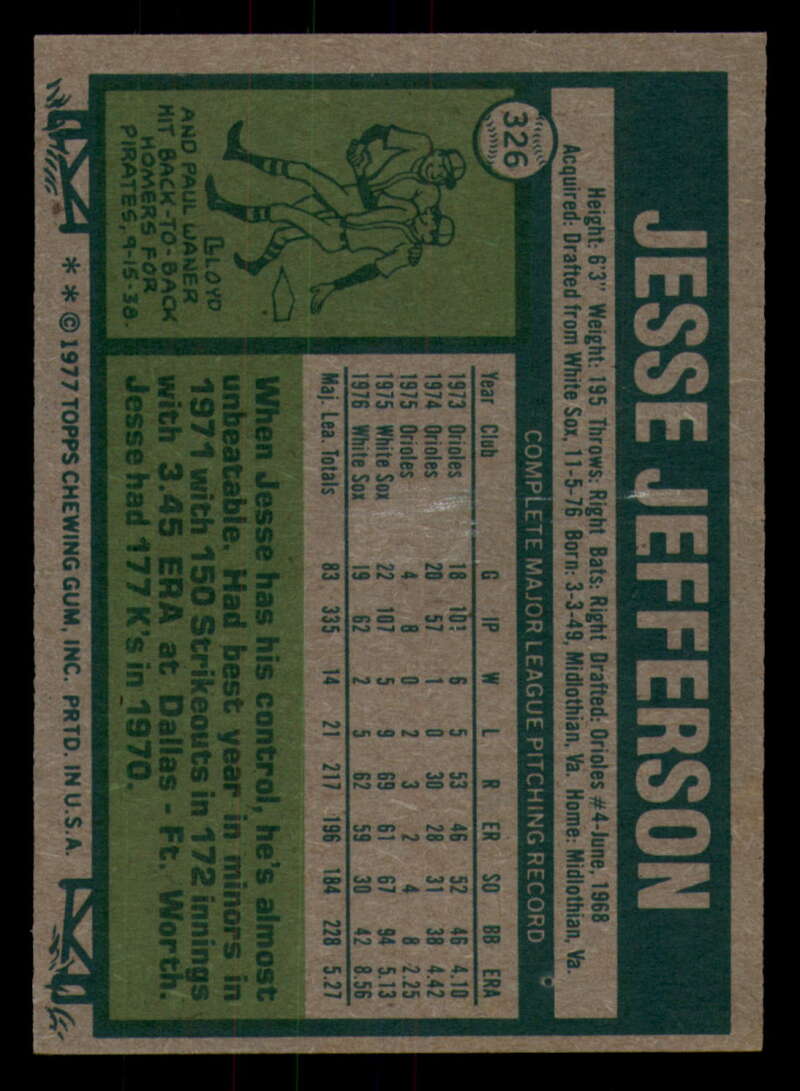 326
JESSE JEFFERSON
Height: 6'3" Weight: 195 Throws: Right Bats: Right Drafted: Orioles #4-June, 1968
Acquired: Drafted from White Sox, 11-5-76 Born: 3-3-49, Midlothian, Va. Home: Midlothian, Va.
COMPLETE MAJOR LEAGUE PITCHING RECORD
Year Club G IP W L R ER SO BB ERA
1973 Orioles 18 101 6 5 53 46 52 46 4.10
1974 Orioles 20 57 1 0 30 28 31 38 4.42
1975 Orioles 4 8 0 2 3 2 4 8 2.25
1975 White Sox 22 107 5 9 69 61 67 94 5.13
1976 White Sox 19 62 2 5 62 59 30 42 8.56
Maj. Lea. Totals 83 335 14 21 217 196 184 228 5.27
LLOYD
AND PAUL WANER
HIT BACK-TO-BACK
HOMERS FOR
PIRATES, 9-15-38.
When Jesse has his control, he's almost
unbeatable. Had best year in minors in
1971 with 150 Strikeouts in 172 innings
with 3.45 ERA at Dallas - Ft. Worth.
Jesse had 177 K's in 1970.
* * © 1977 TOPPS CHEWING GUM, INC. PRTD. IN U.S.A.